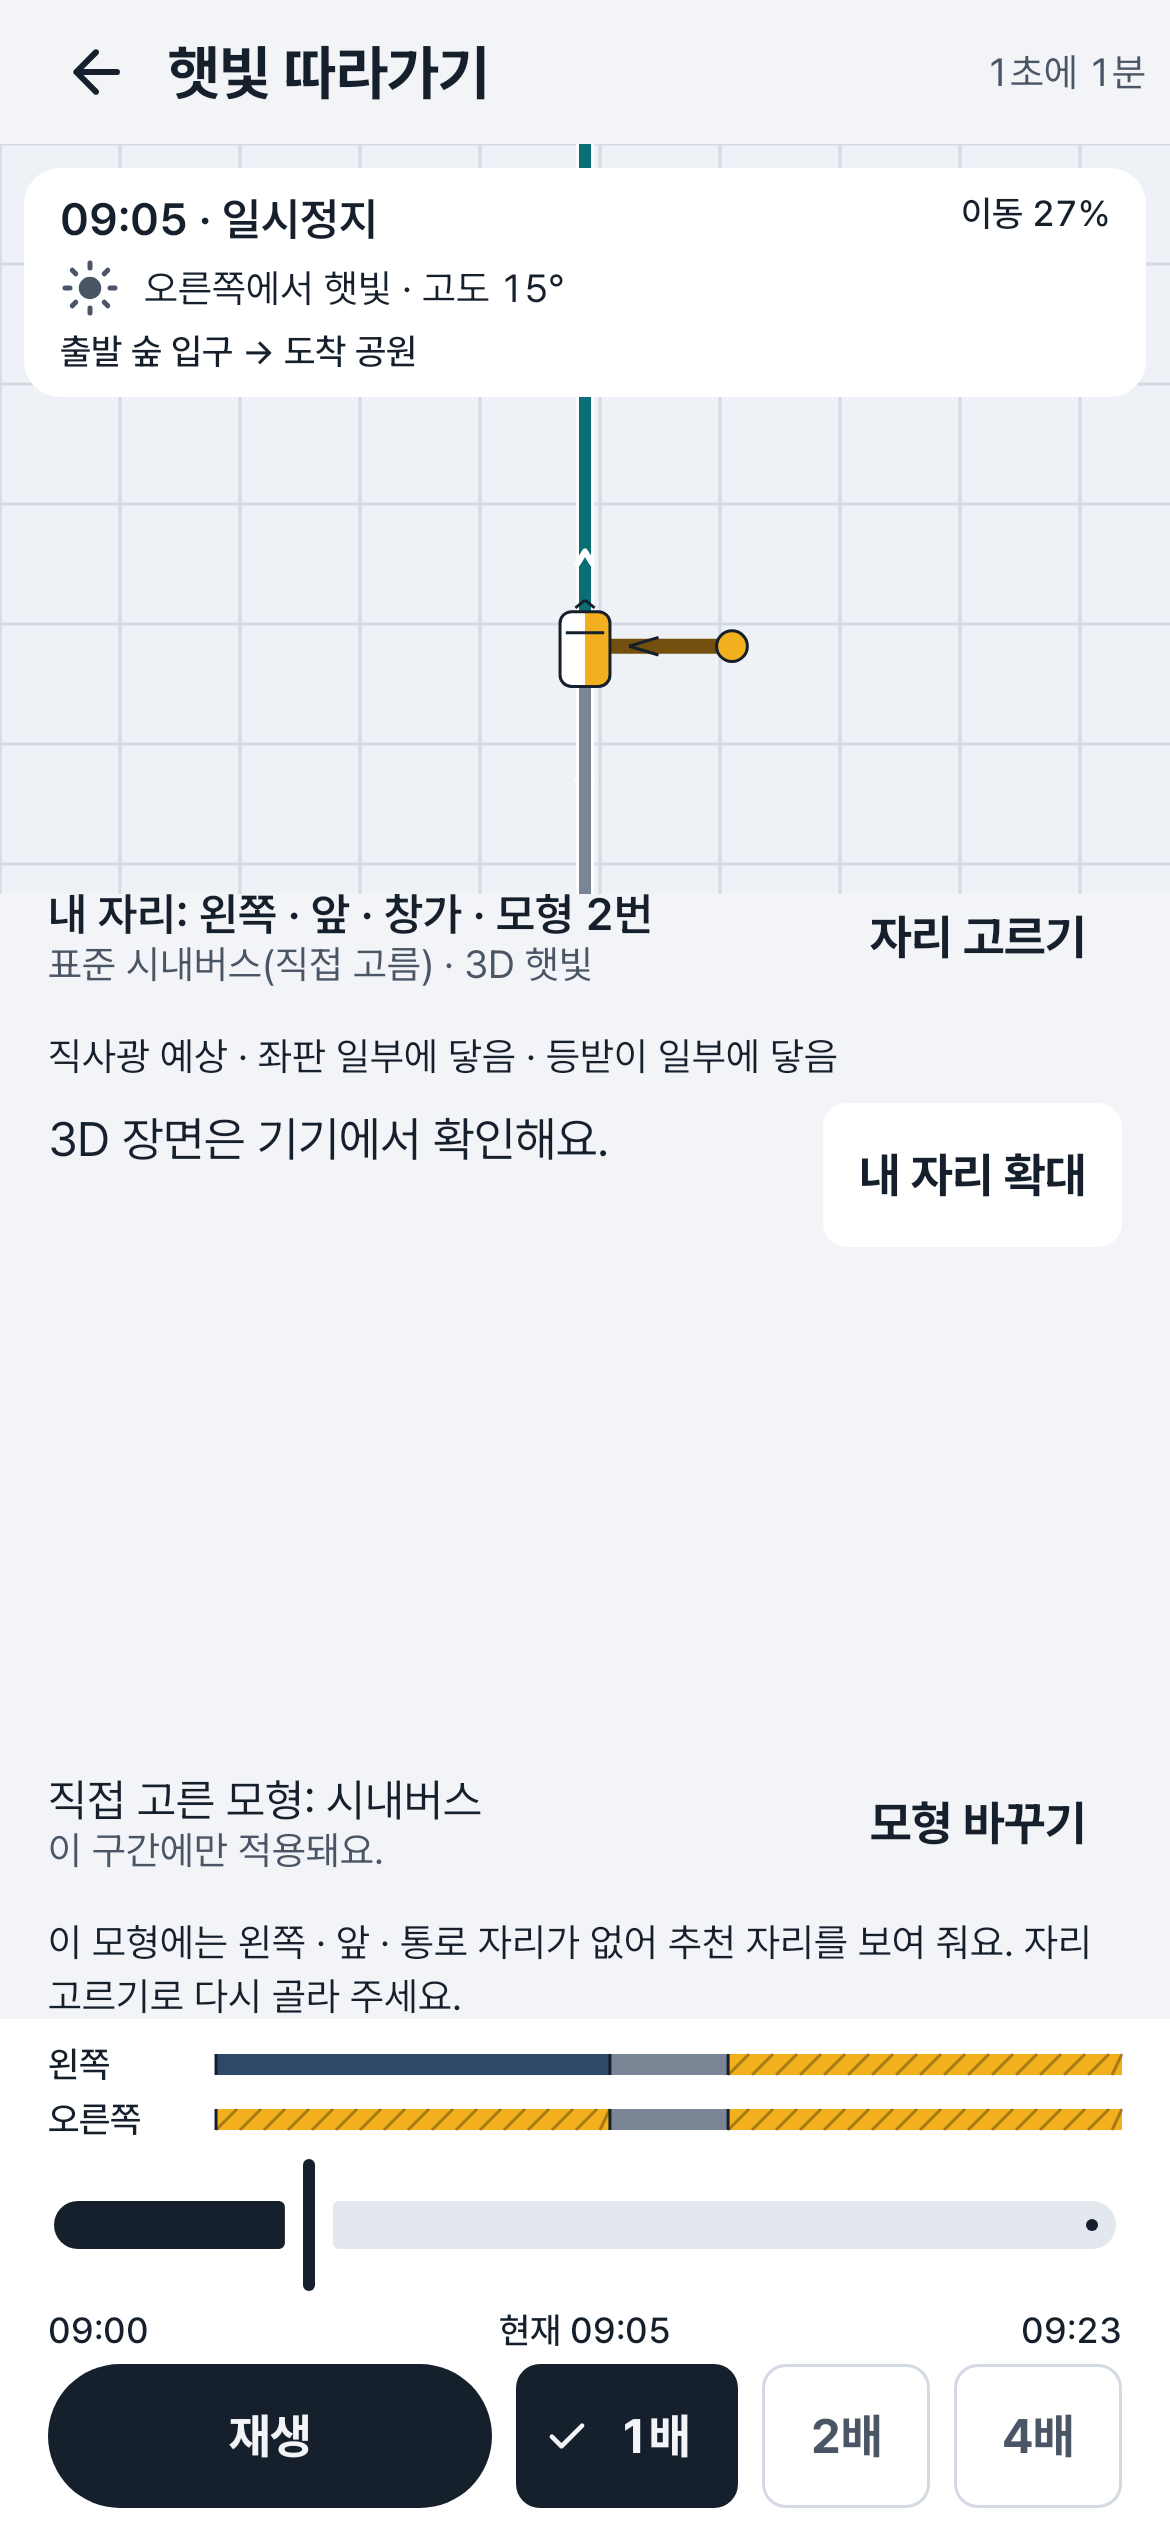 햇빛 따라가기
1초에 1분
09:05 · 일시정지
이동 27%
오른쪽에서 햇빛 · 고도 15°
출발 숲 입구 → 도착 공원
내 자리: 왼쪽 · 앞 · 창가 · 모형 2번
자리 고르기
표준 시내버스(직접 고름) · 3D 햇빛
직사광 예상 · 좌판 일부에 닿음 · 등받이 일부에 닿음
3D 장면은 기기에서 확인해요.
내 자리 확대
직접 고른 모형: 시내버스
모형 바꾸기
이 구간에만 적용돼요.
이 모형에는 왼쪽 · 앞 · 통로 자리가 없어 추천 자리를 보여 줘요. 자리
고르기로 다시 골라 주세요.
왼쪽
오른쪽
09:00
현재 09:05
09:23
재생
1배
2배
4배